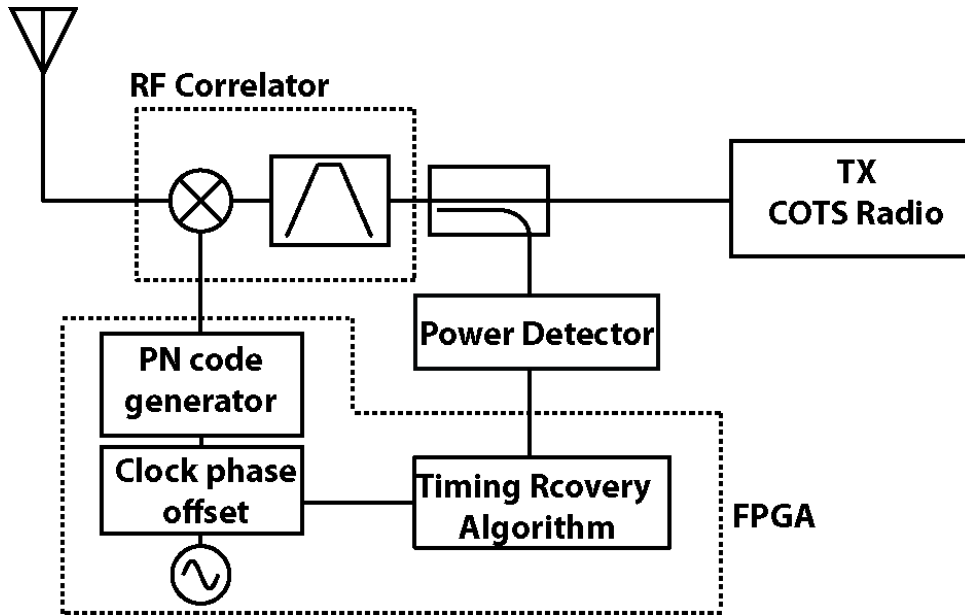 RF Correlator
TX
COTS Radio
Power Detector
PN code
generator
Clock phase
offset
Timing Rcovery
Algorithm
FPGA